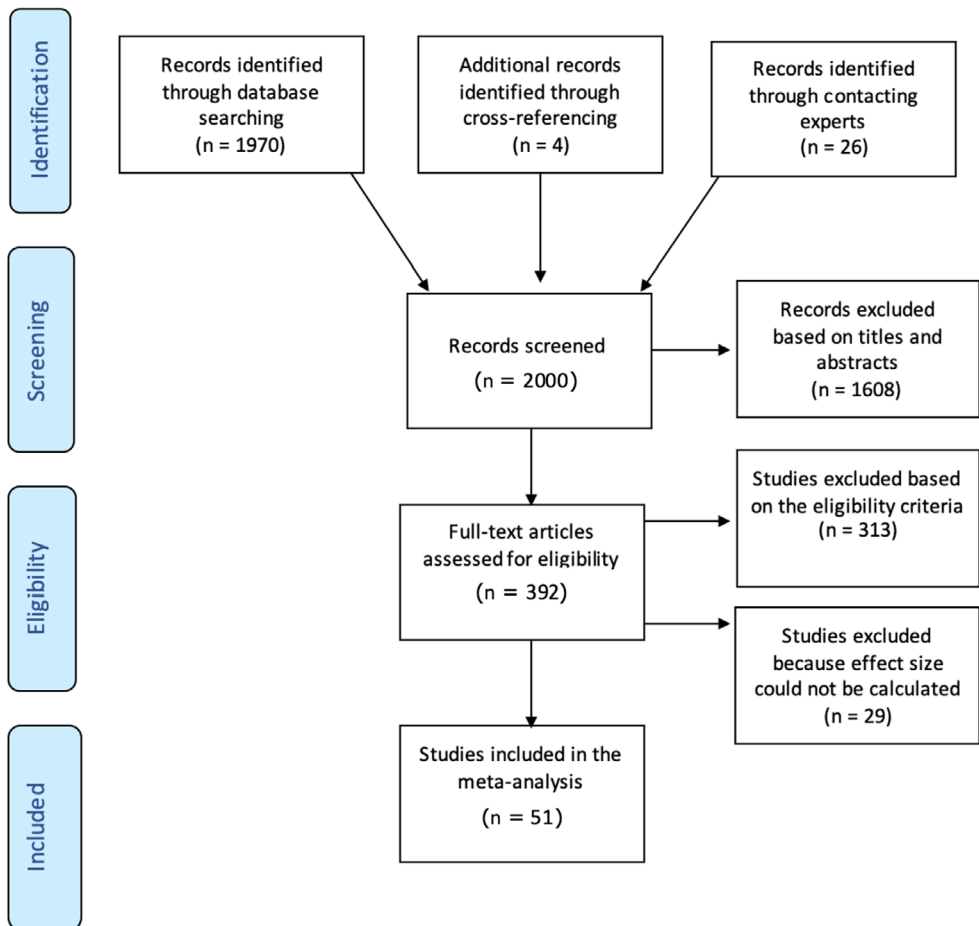 Identification
Records identified
through database
searching
(n = 1970)
Additional records
identified through
cross-referencing
(n = 4)
Records identified
through contacting
experts
(n = 26)
Screening
Records screened
(n = 2000)
Records excluded
based on titles and
abstracts
(n = 1608)
Eligibility
Full-text articles
assessed for eligibility
(n = 392)
Studies excluded based
on the eligibility criteria
(n = 313)
Studies excluded
because effect size
could not be calculated
(n = 29)
Included
Studies included in the
meta-analysis
(n = 51)